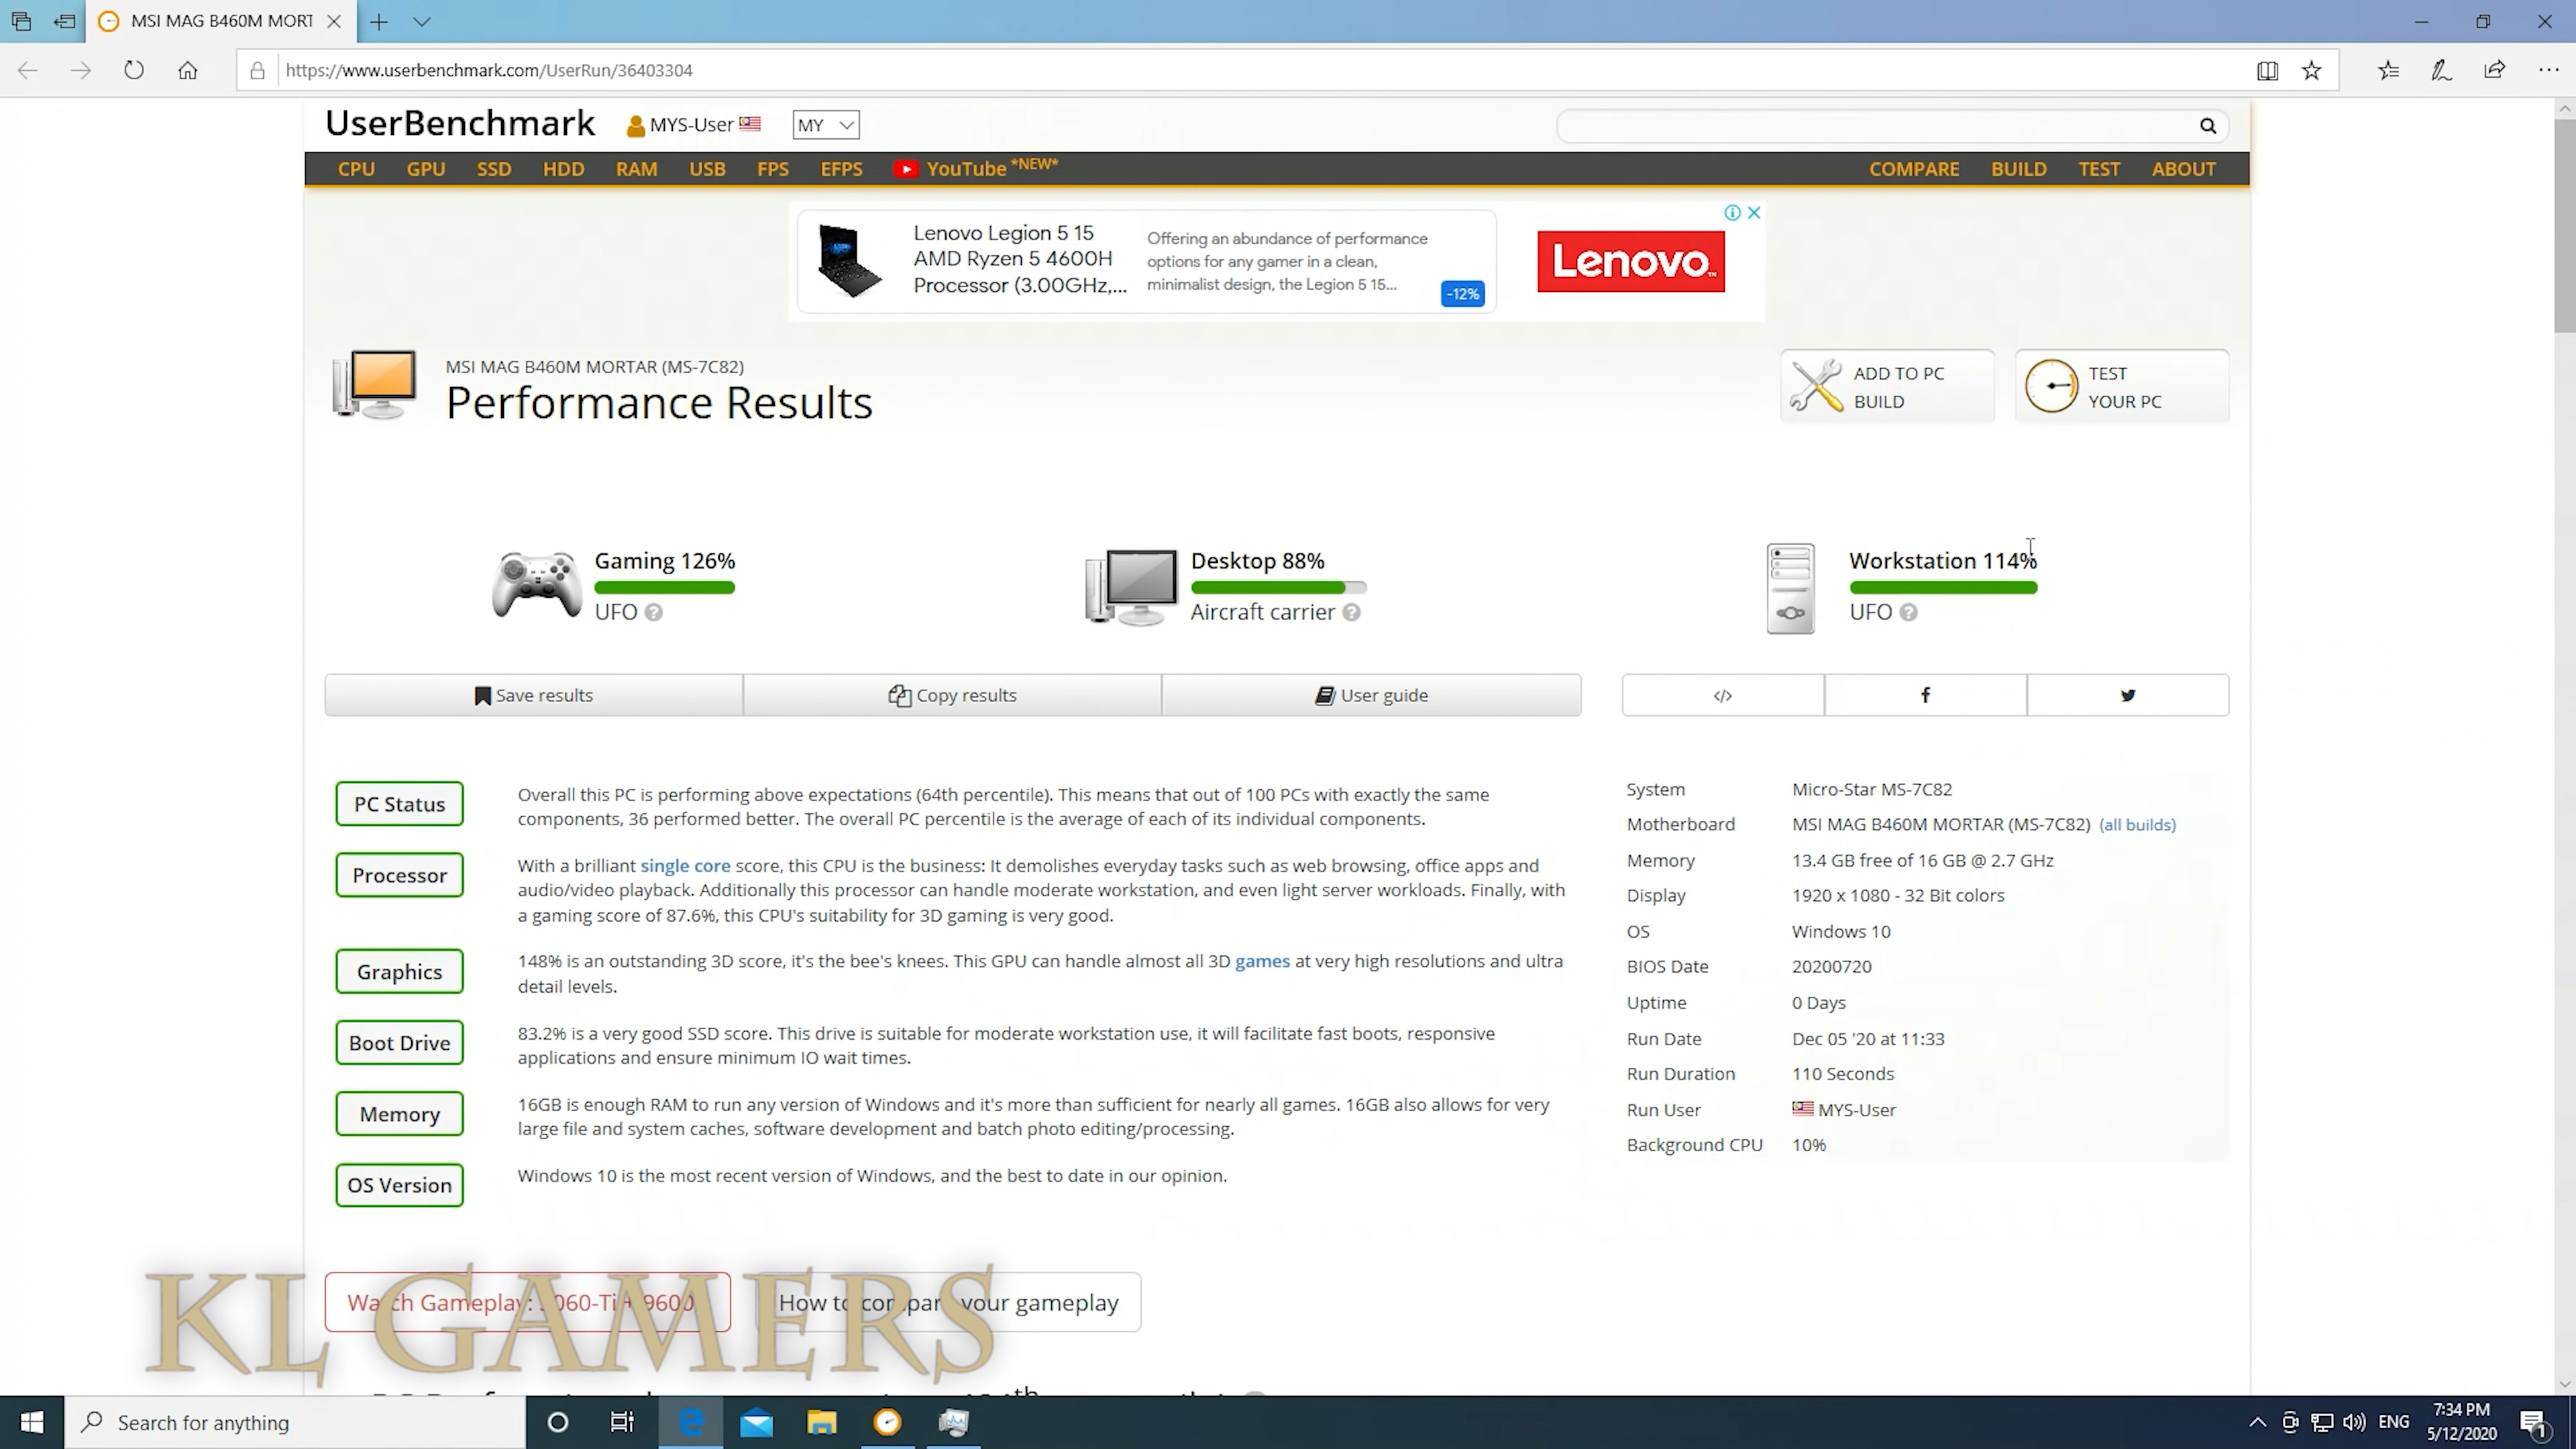 MSI MAG B460M MORT
https://www.userbenchmark.com/UserRun/36403304
UserBenchmark MYS-User MY
CPU GPU SSD HDD RAM USB FPS EFPS YouTube *NEW* COMPARE BUILD TEST ABOUT
Lenovo Legion 5 15
AMD Ryzen 5 4600H
Processor (3.00GHz,...
Offering an abundance of performance
options for any gamer in a clean,
minimalist design, the Legion 5 15...
-12%
Lenovo
MSI MAG B460M MORTAR (MS-7C82)
Performance Results
ADD TO PC
BUILD
TEST
YOUR PC
Gaming 126%
UFO
Desktop 88%
Aircraft carrier
Workstation 114%
UFO
Save results Copy results User guide
PC Status
Overall this PC is performing above expectations (64th percentile). This means that out of 100 PCs with exactly the same
components, 36 performed better. The overall PC percentile is the average of each of its individual components.
Processor
With a brilliant single core score, this CPU is the business: It demolishes everyday tasks such as web browsing, office apps and
audio/video playback. Additionally this processor can handle moderate workstation, and even light server workloads. Finally, with
a gaming score of 87.6%, this CPU's suitability for 3D gaming is very good.
Graphics
148% is an outstanding 3D score, it's the bee's knees. This GPU can handle almost all 3D games at very high resolutions and ultra
detail levels.
Boot Drive
83.2% is a very good SSD score. This drive is suitable for moderate workstation use, it will facilitate fast boots, responsive
applications and ensure minimum IO wait times.
Memory
16GB is enough RAM to run any version of Windows and it's more than sufficient for nearly all games. 16GB also allows for very
large file and system caches, software development and batch photo editing/processing.
OS Version
Windows 10 is the most recent version of Windows, and the best to date in our opinion.
System Micro-Star MS-7C82
Motherboard MSI MAG B460M MORTAR (MS-7C82) (all builds)
Memory 13.4 GB free of 16 GB @ 2.7 GHz
Display 1920 x 1080 - 32 Bit colors
OS Windows 10
BIOS Date 20200720
Uptime 0 Days
Run Date Dec 05 '20 at 11:33
Run Duration 110 Seconds
Run User MYS-User
Background CPU 10%
Watch Gameplay:
How to compare your gameplay
KL GAMERS
Search for anything
ENG
7:34 PM
5/12/2020
1